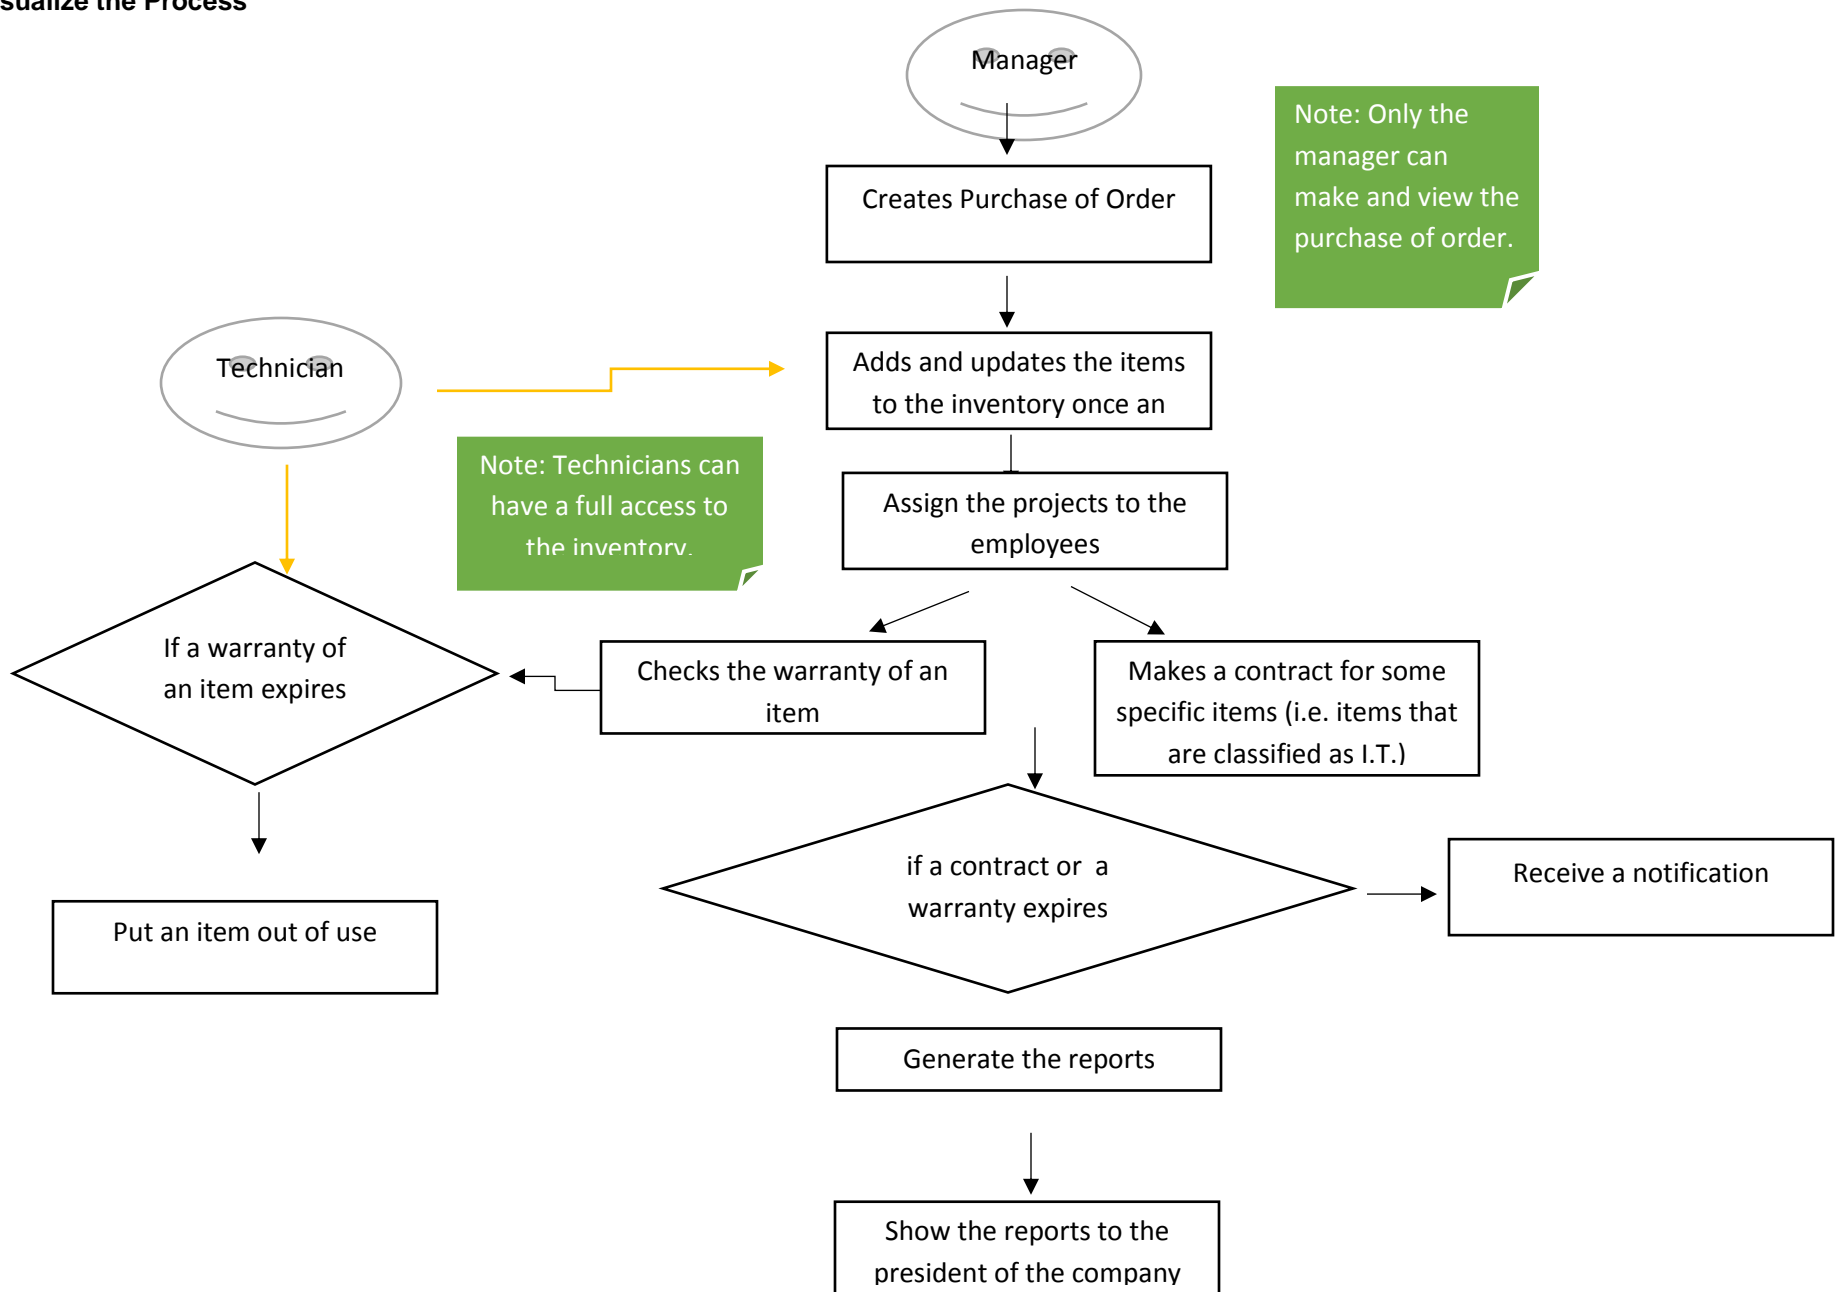 sualize the Process
Manager
Note: Only the
manager can
make and view the
purchase of order.
Creates Purchase of Order
Technician
Adds and updates the items
to the inventory once an
Note: Technicians can
have a full access to
the inventory.
Assign the projects to the
employees
If a warranty of
an item expires
Checks the warranty of an
item
Makes a contract for some
specific items (i.e. items that
are classified as I.T.)
if a contract or  a
warranty expires
Receive a notification
Put an item out of use
Generate the reports
Show the reports to the
president of the company